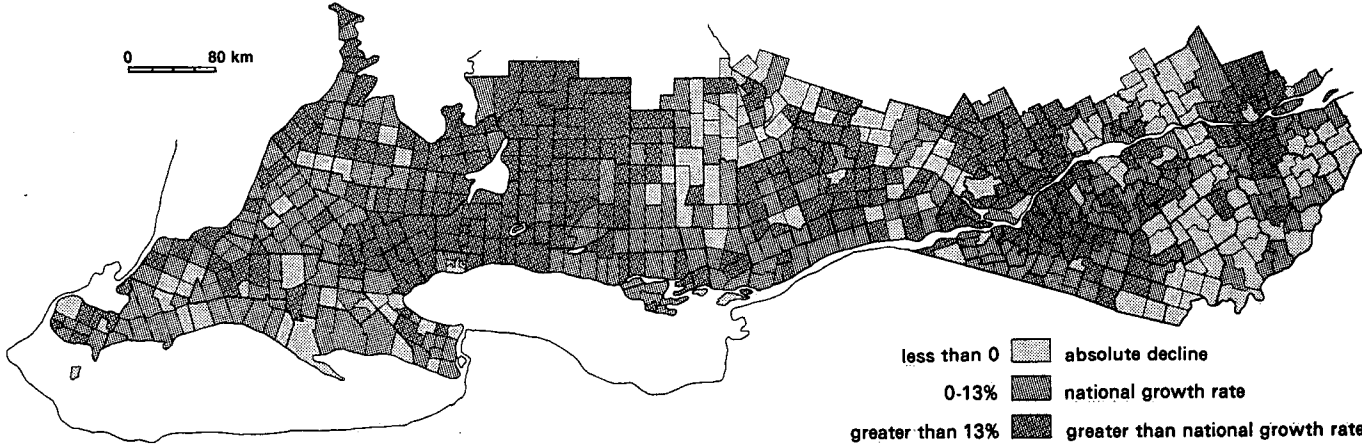 0 80 km
less than 0 absolute decline
0-13% national growth rate
greater than 13% greater than national growth rate